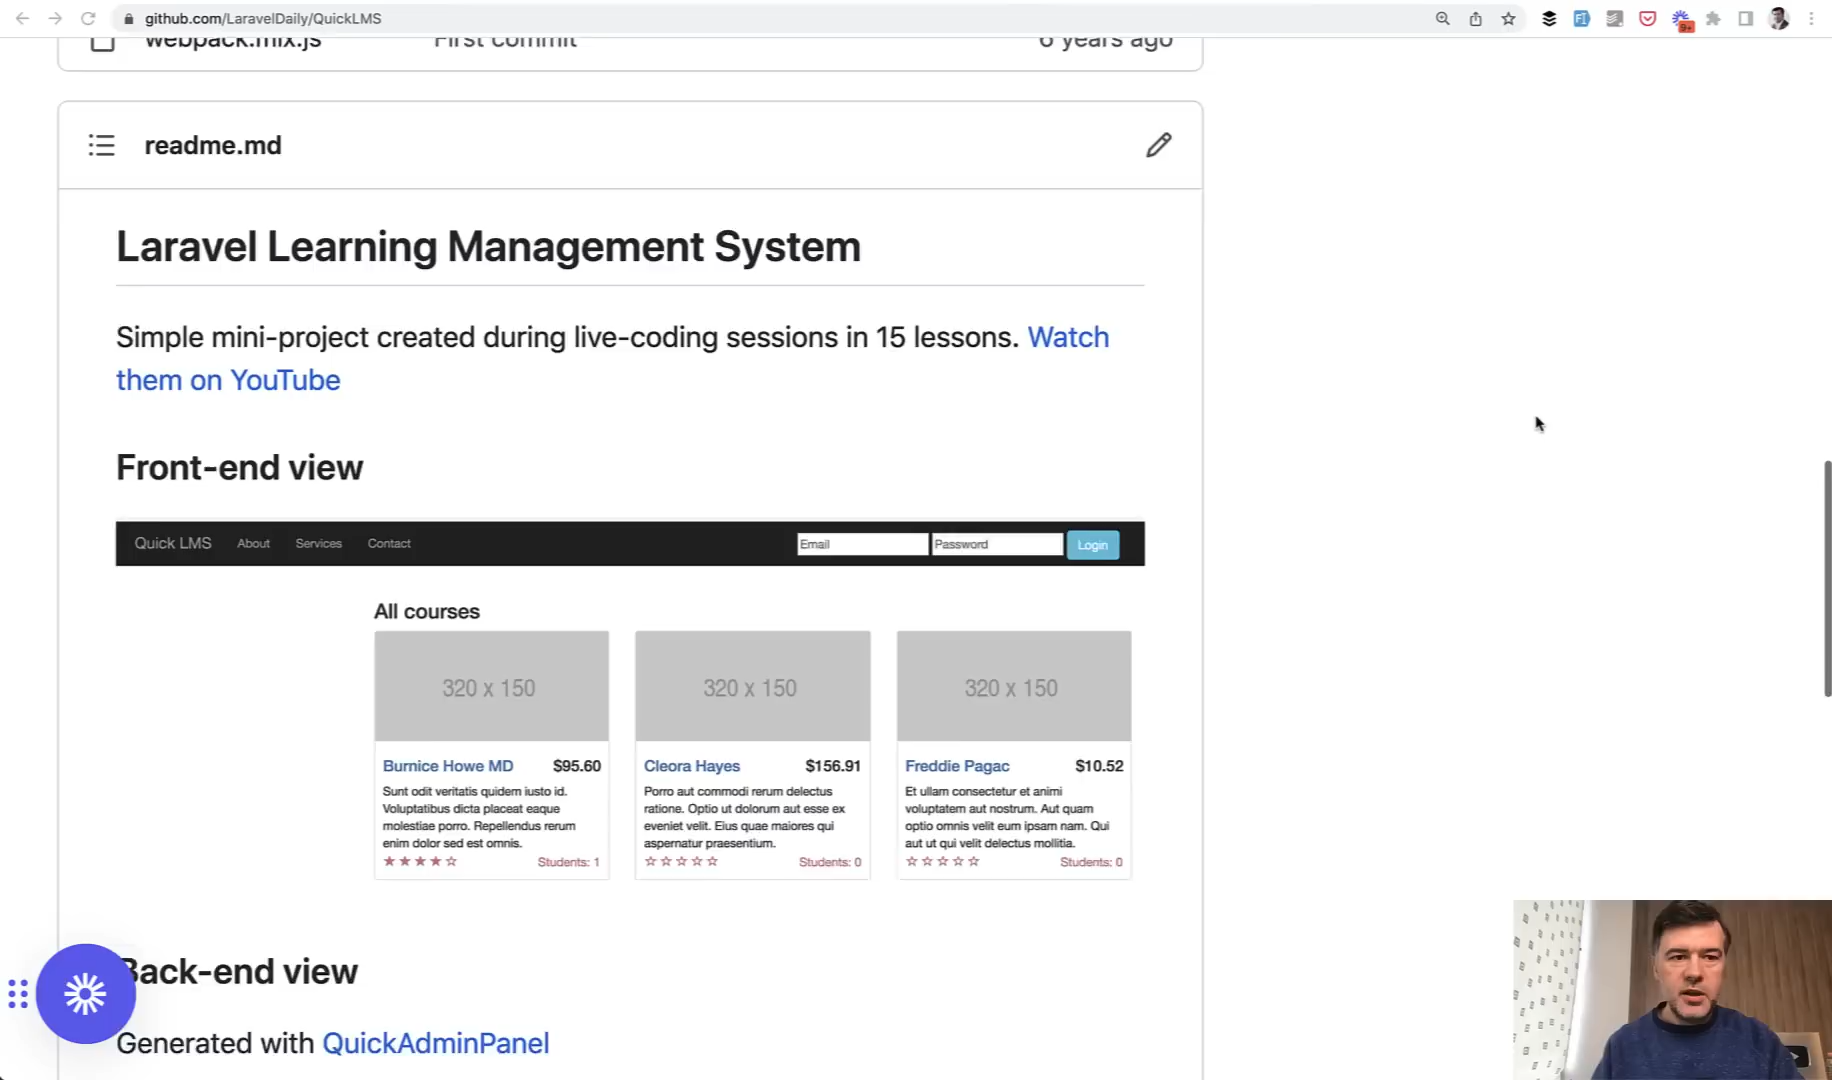 github.com/LaravelDaily/QuickLMS
9+
webpack.mix.js First commit 6 years ago
readme.md
Laravel Learning Management System
Simple mini-project created during live-coding sessions in 15 lessons. Watch
them on YouTube
Front-end view
Quick LMS About Services Contact Email Password Login
All courses
320 x 150 320 x 150 320 x 150
Burnice Howe MD $95.60
Sunt odit veritatis quidem iusto id.
Voluptatibus dicta placeat eaque
molestiae porro. Repellendus rerum
enim dolor sed est omnis.
Students: 1
Cleora Hayes $156.91
Porro aut commodi rerum delectus
ratione. Optio ut dolorum aut esse ex
eveniet velit. Eius quae maiores qui
aspernatur praesentium.
Students: 0
Freddie Pagac $10.52
Et ullam consectetur et animi
voluptatem aut nostrum. Aut quam
optio omnis velit eum ipsam nam. Qui
aut ut qui velit delectus mollitia.
Students: 0
Back-end view
Generated with QuickAdminPanel